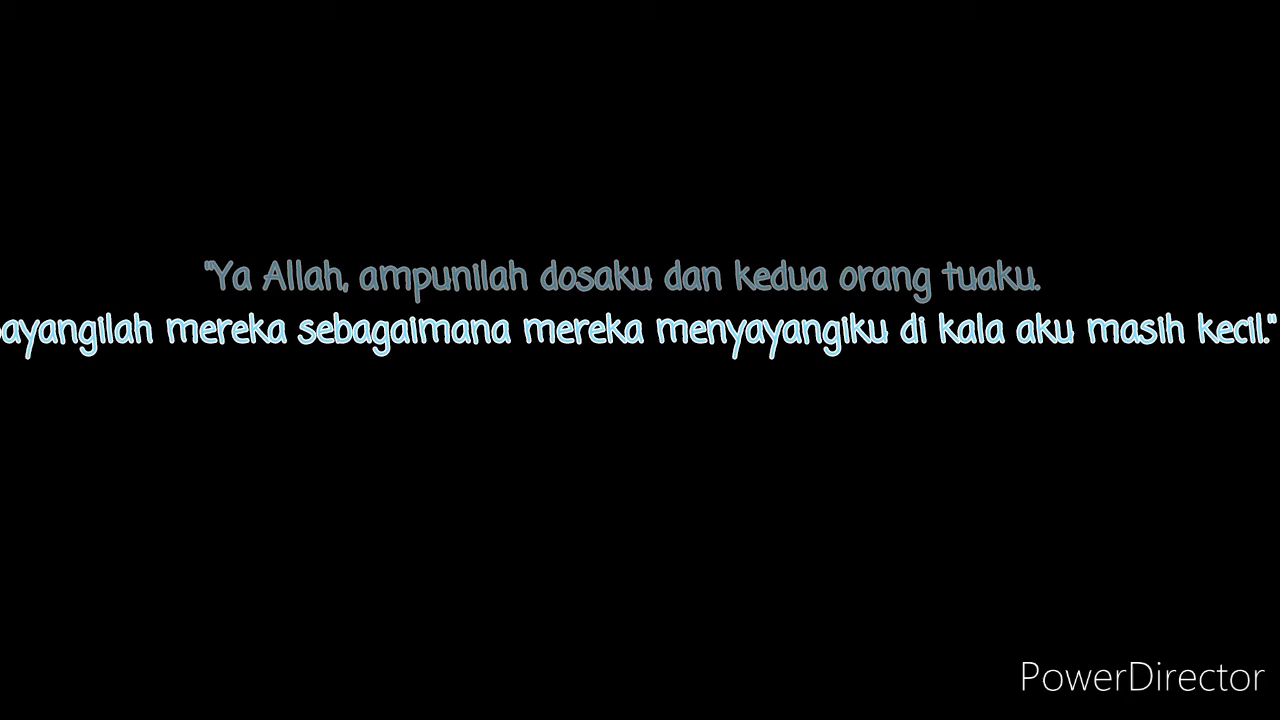 "Ya Allah, ampunilah dosaku dan kedua orang tuaku.
ayangilah mereka sebagaimana mereka menyayangiku di kala aku masih kecil."
PowerDirector